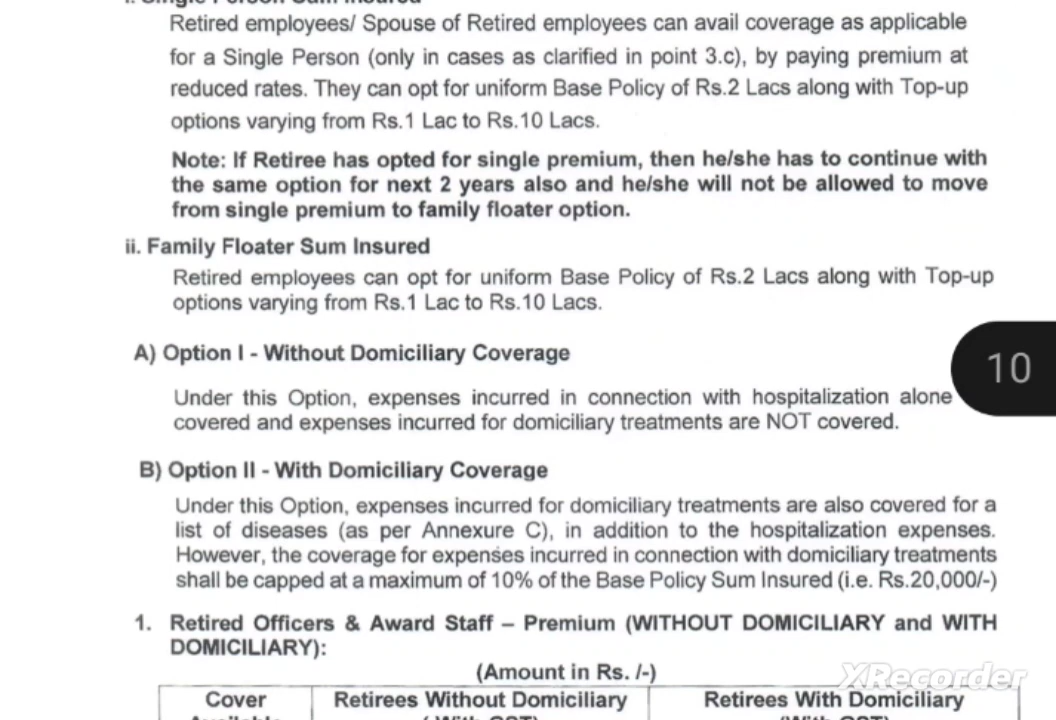 i. Single Person Sum Insured
Retired employees/ Spouse of Retired employees can avail coverage as applicable
for a Single Person (only in cases as clarified in point 3.c), by paying premium at
reduced rates. They can opt for uniform Base Policy of Rs.2 Lacs along with Top-up
options varying from Rs.1 Lac to Rs.10 Lacs.
Note: If Retiree has opted for single premium, then he/she has to continue with
the same option for next 2 years also and he/she will not be allowed to move
from single premium to family floater option.
ii. Family Floater Sum Insured
Retired employees can opt for uniform Base Policy of Rs.2 Lacs along with Top-up
options varying from Rs.1 Lac to Rs.10 Lacs.
A) Option I - Without Domiciliary Coverage
10
Under this Option, expenses incurred in connection with hospitalization alone
covered and expenses incurred for domiciliary treatments are NOT covered.
B) Option II - With Domiciliary Coverage
Under this Option, expenses incurred for domiciliary treatments are also covered for a
list of diseases (as per Annexure C), in addition to the hospitalization expenses.
However, the coverage for expenses incurred in connection with domiciliary treatments
shall be capped at a maximum of 10% of the Base Policy Sum Insured (i.e. Rs.20,000/-)
1. Retired Officers & Award Staff – Premium (WITHOUT DOMICILIARY and WITH
DOMICILIARY):
(Amount in Rs. /-)
XRecorder
Cover Retirees Without Domiciliary Retirees With Domiciliary
Available (With GST) (With GST)